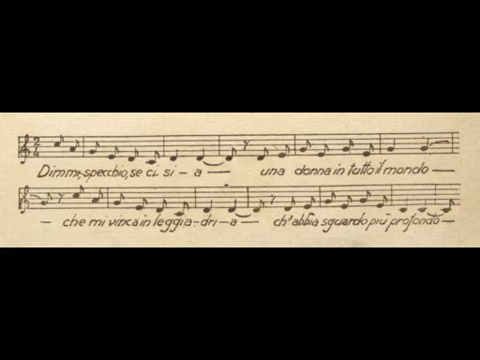 Dimmi, specchio, se ci si-a — una donna in tutto il mondo —
— che mi vinca in leggia-dri-a — ch'abbia sguardo più profondo —